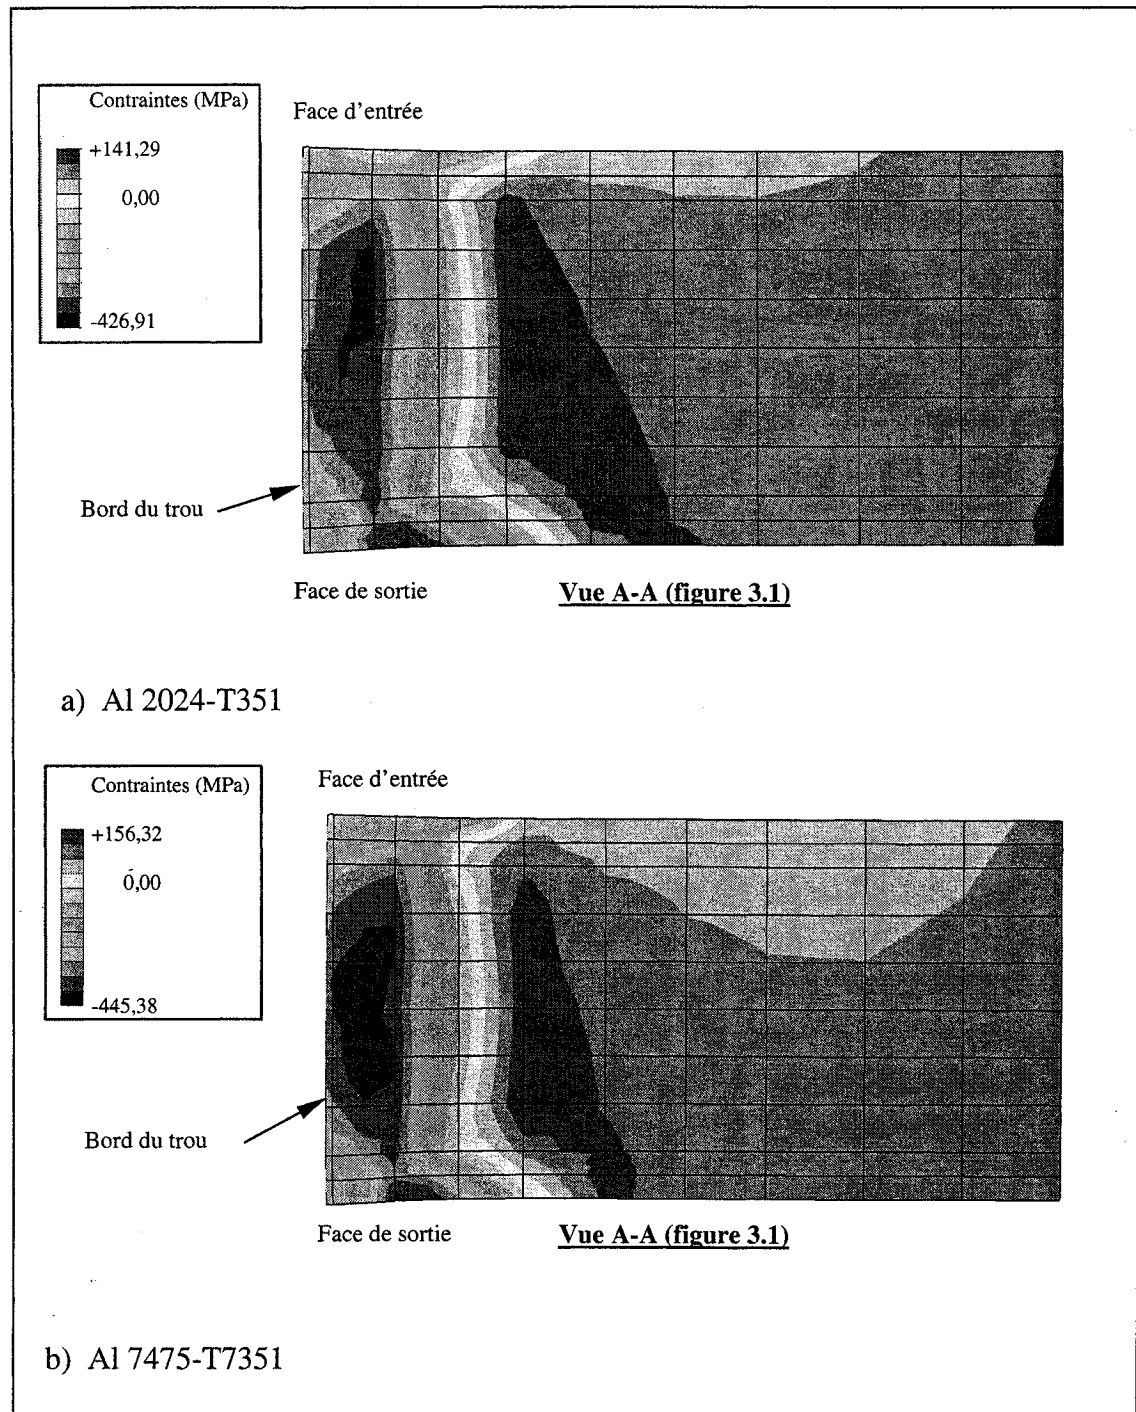 Contraintes (MPa)
+141,29
0,00
-426,91
Face d'entrée
Bord du trou
Face de sortie
Vue A-A (figure 3.1)
a) Al 2024-T351
Contraintes (MPa)
+156,32
0,00
-445,38
Face d'entrée
Bord du trou
Face de sortie
Vue A-A (figure 3.1)
b) Al 7475-T7351